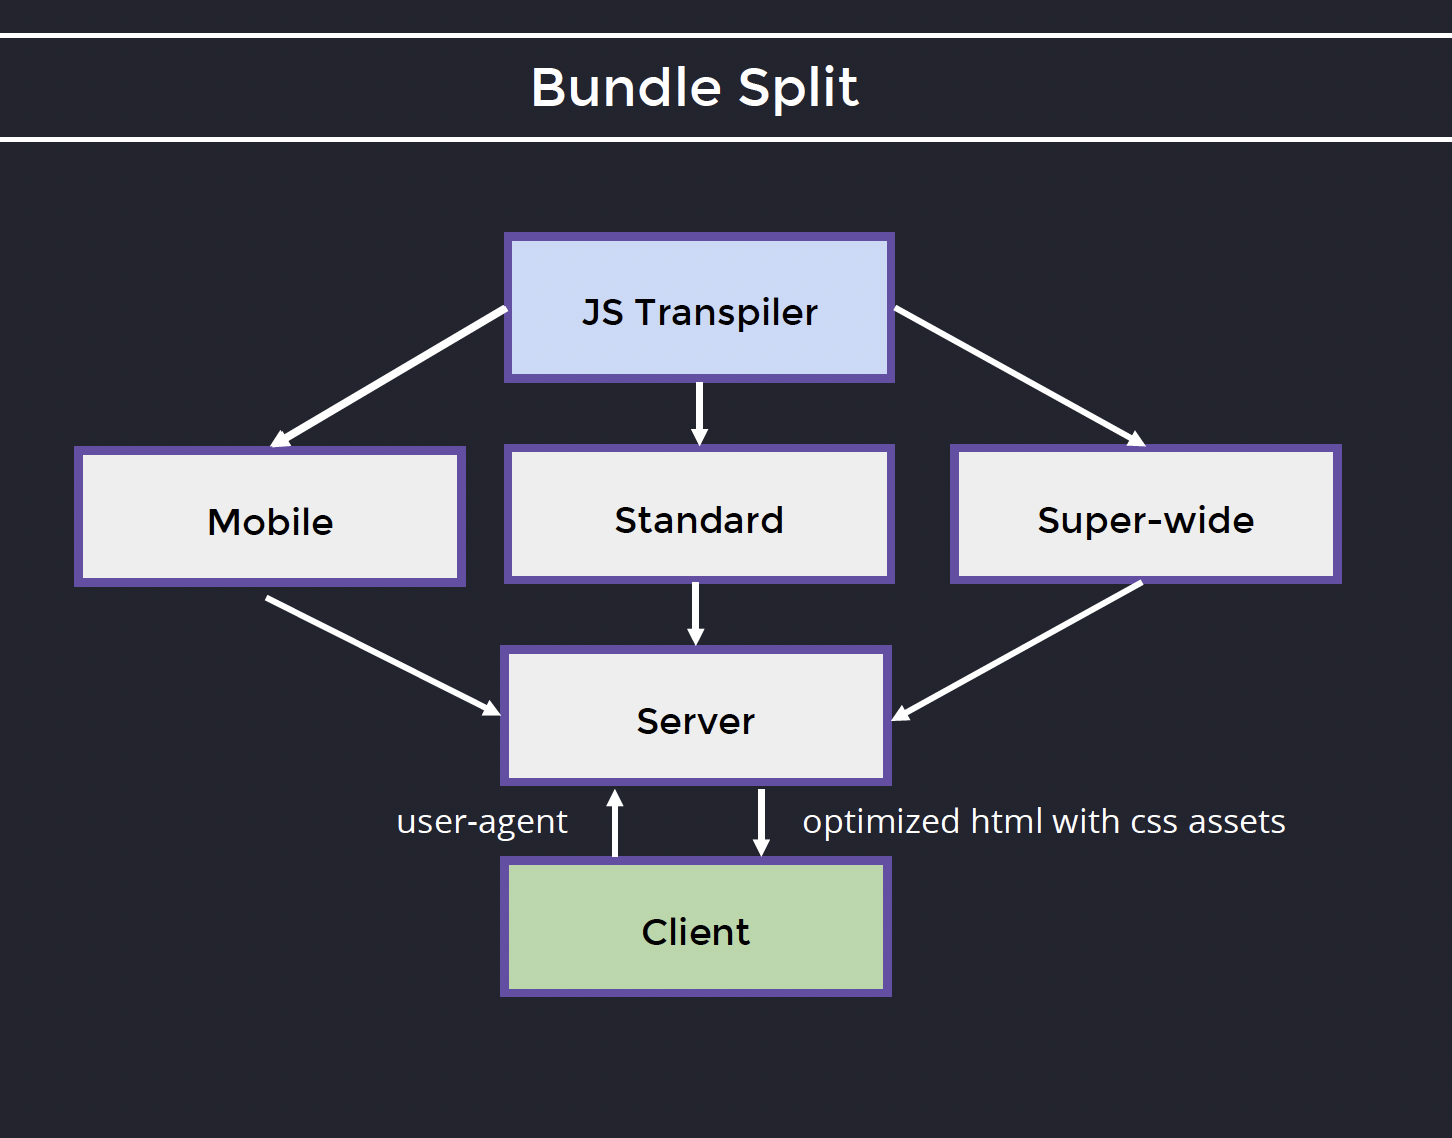 Bundle Split
JS Transpiler
Mobile
Standard
Super-wide
Server
user-agent
optimized html with css assets
Client